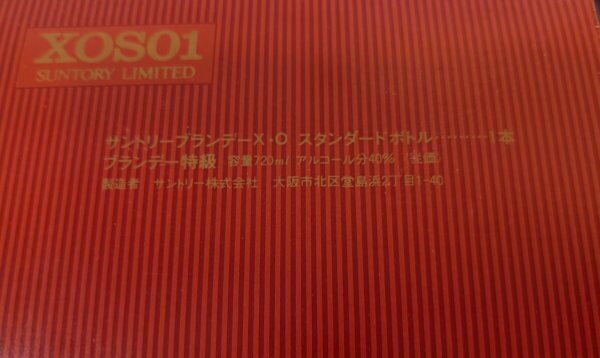 XOS01
SUNTORY LIMITED
サントリーブランデーX・O スタンダードボトル………1本
ブランデー特級 容量720ml アルコール分40% (従価)
製造者 サントリー株式会社 大阪市北区堂島浜2丁目1-40